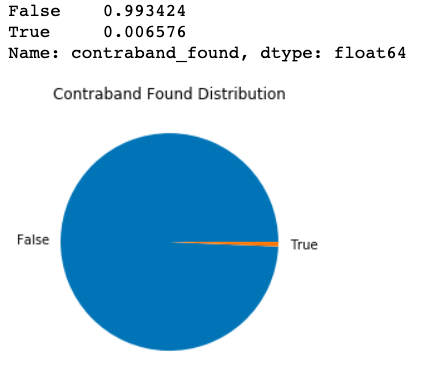 False    0.993424
True     0.006576
Name: contraband_found, dtype: float64
Contraband Found Distribution
False
True